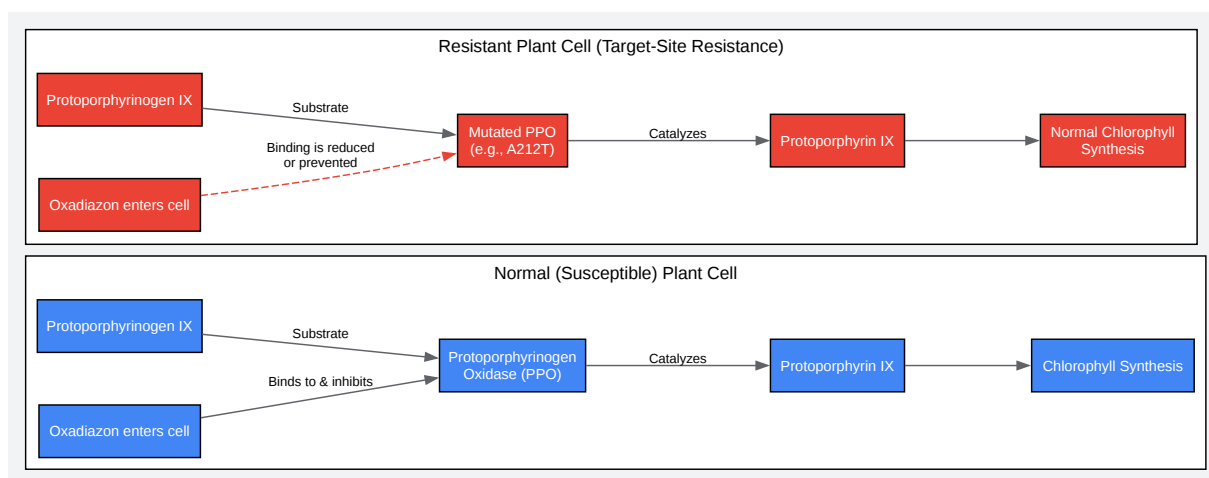 Resistant Plant Cell (Target-Site Resistance)
Protoporphyrinogen IX
Substrate
Binding is reduced
or prevented
Oxadiazon enters cell
Mutated PPO
(e.g., A212T)
Catalyzes
Protoporphyrin IX
Normal Chlorophyll
Synthesis
Normal (Susceptible) Plant Cell
Protoporphyrinogen IX
Substrate
Binds to & inhibits
Oxadiazon enters cell
Protoporphyrinogen
Oxidase (PPO)
Catalyzes
Protoporphyrin IX
Chlorophyll Synthesis